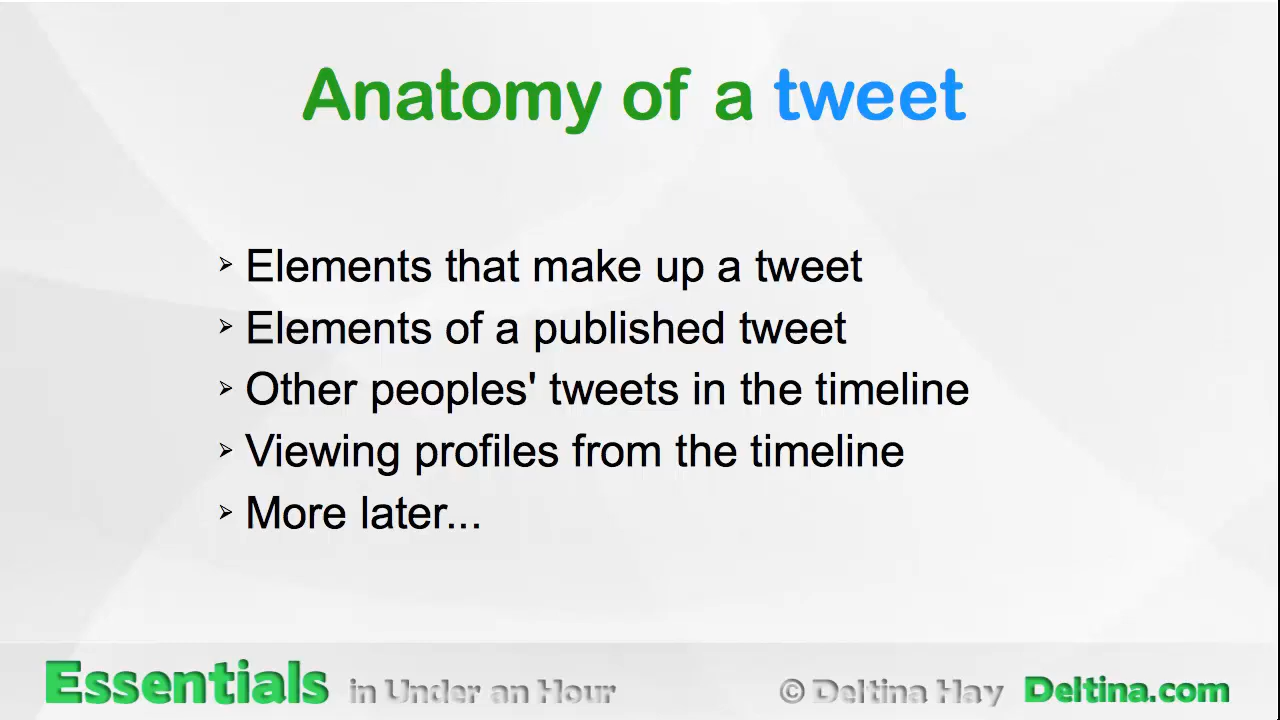 Anatomy of a tweet
➢ Elements that make up a tweet
➢ Elements of a published tweet
➢ Other peoples' tweets in the timeline
➢ Viewing profiles from the timeline
➢ More later...
Essentials in Under an Hour © Deltina Hay Deltina.com